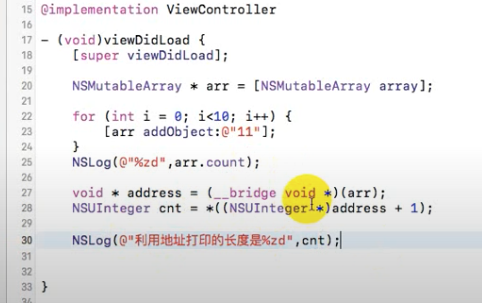 15 @implementation ViewController
16
17 - (void)viewDidLoad {
18 [super viewDidLoad];
19
20 NSMutableArray * arr = [NSMutableArray array];
21
22 for (int i = 0; i<10; i++) {
23 [arr addObject:@"11"];
24 }
25 NSLog(@"%zd",arr.count);
26
27 void * address = (__bridge void *)(arr);
28 NSUInteger cnt = *((NSUInteger *)address + 1);
29
30 NSLog(@"利用地址打印的长度是%zd",cnt);
31
32
33 }